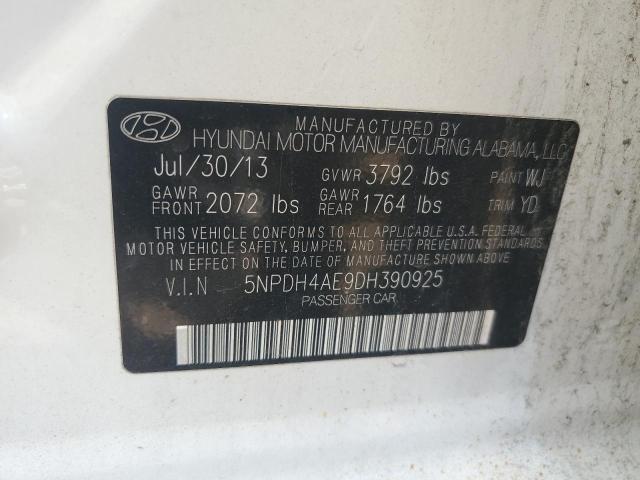 MANUFACTURED BY
HYUNDAI MOTOR MANUFACTURING ALABAMA, LLC
Jul/30/13 GVWR 3792 lbs PAINT WJ
GAWR FRONT 2072 lbs GAWR REAR 1764 lbs TRIM YD
THIS VEHICLE CONFORMS TO ALL APPLICABLE U.S.A. FEDERAL
MOTOR VEHICLE SAFETY, BUMPER, AND THEFT PREVENTION STANDARDS
IN EFFECT ON THE DATE OF MANUFACTURE SHOWN ABOVE
V.I.N 5NPDH4AE9DH390925
PASSENGER CAR